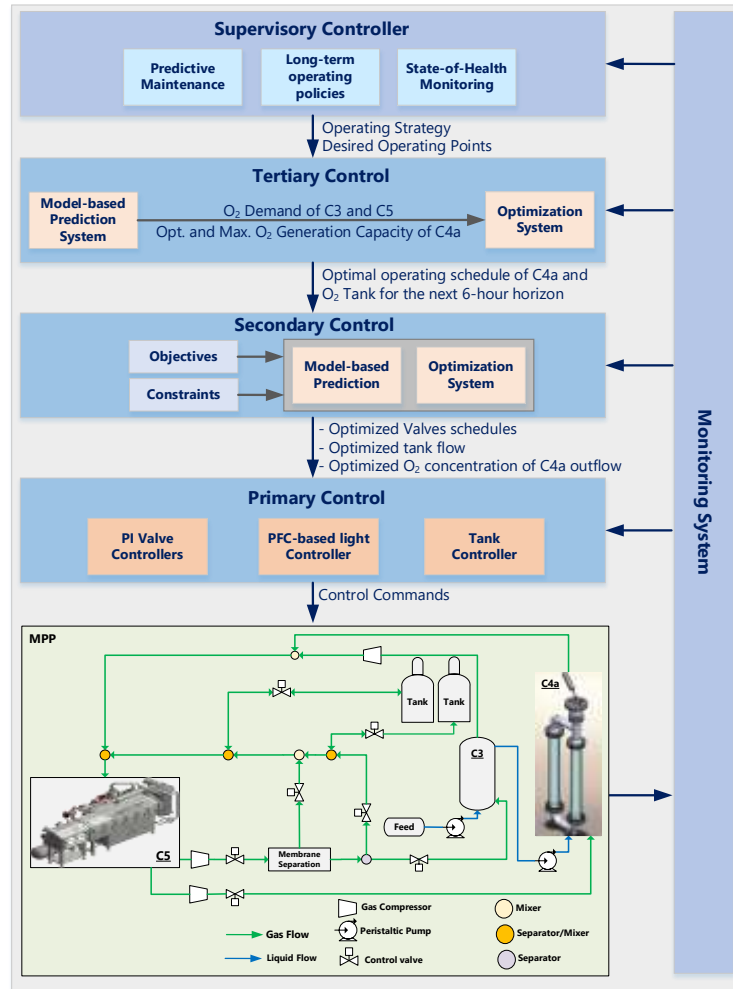 Supervisory Controller
Predictive
Maintenance
Long-term
operating
policies
State-of-Health
Monitoring
Operating Strategy
Desired Operating Points
Tertiary Control
Model-based
Prediction
System
O₂ Demand of C3 and C5
Opt. and Max. O₂ Generation Capacity of C4a
Optimization
System
Optimal operating schedule of C4a and
O₂ Tank for the next 6-hour horizon
Secondary Control
Objectives
Constraints
Model-based
Prediction
Optimization
System
- Optimized Valves schedules
- Optimized tank flow
- Optimized O₂ concentration of C4a outflow
Primary Control
PI Valve
Controllers
PFC-based light
Controller
Tank
Controller
Control Commands
Monitoring System
MPP
Tank
Tank
C4a
C3
Feed
C5
Membrane
Separation
Gas Flow
Liquid Flow
Gas Compressor
Peristaltic Pump
Control valve
Mixer
Separator/Mixer
Separator